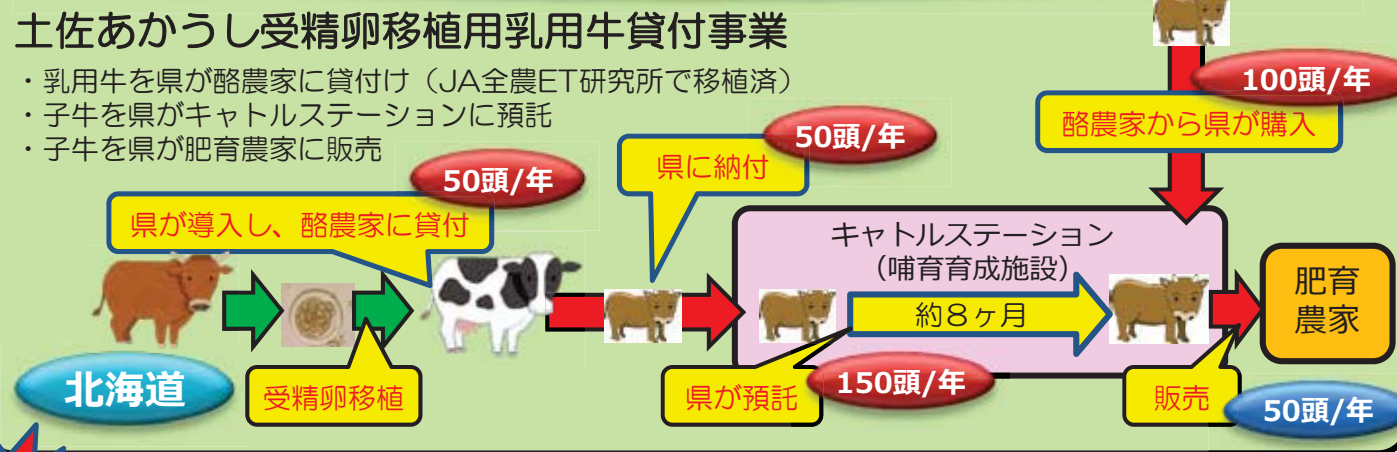 土佐あかうし受精卵移植用乳用牛貸付事業
・乳用牛を県が酪農家に貸付け(JA全農ET研究所で移植済)
・子牛を県がキャトルステーションに預託
・子牛を県が肥育農家に販売
100頭/年
酪農家から県が購入
50頭/年
県に納付
50頭/年
県が導入し、酪農家に貸付
キャトルステーション
(哺育育成施設)
約8ヶ月
肥育
農家
北海道
受精卵移植
県が預託
150頭/年
販売
50頭/年